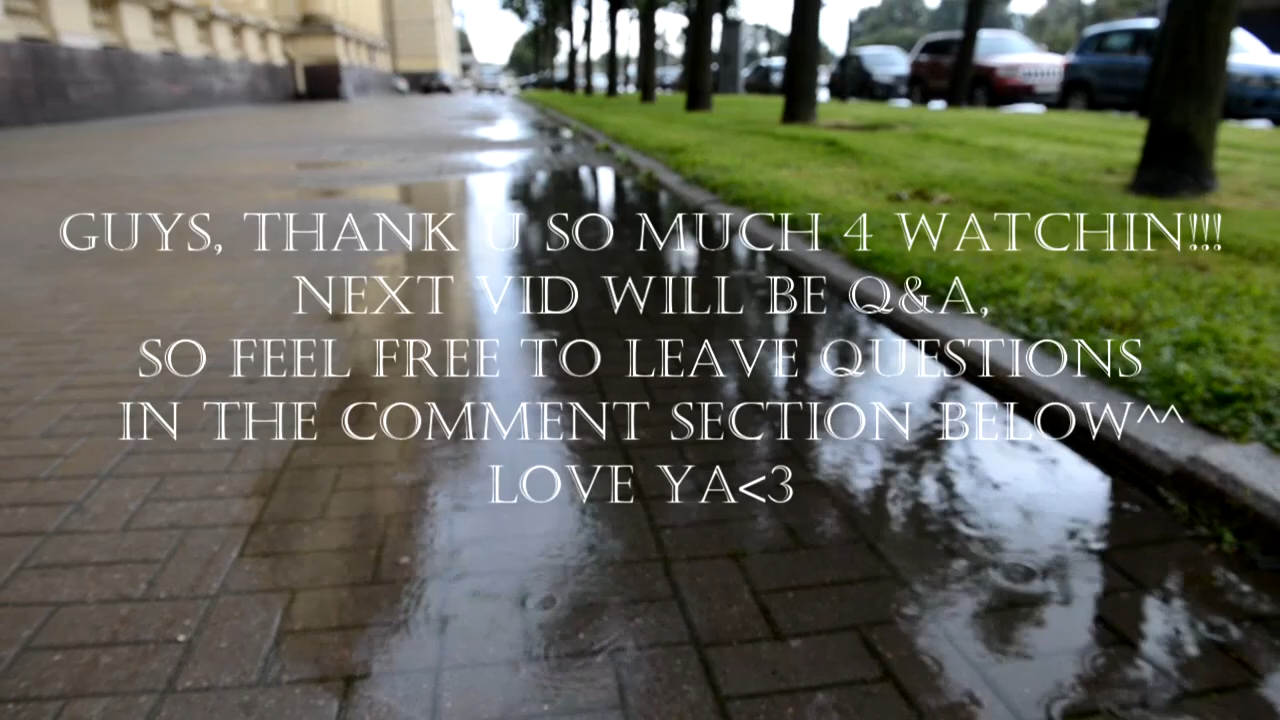 GUYS, THANK U SO MUCH 4 WATCHIN!!!
NEXT VID WILL BE Q&A,
SO FEEL FREE TO LEAVE QUESTIONS
IN THE COMMENT SECTION BELOW^^
LOVE YA<3